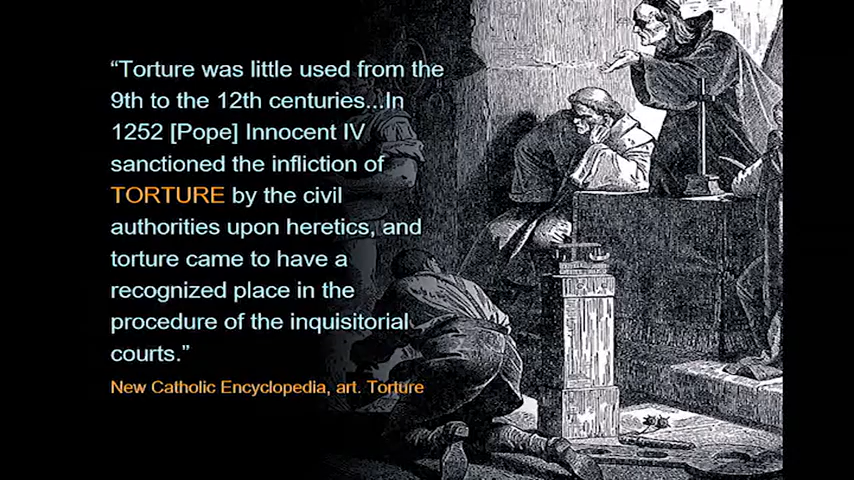 “Torture was little used from the
9th to the 12th centuries...In
1252 [Pope] Innocent IV
sanctioned the infliction of
TORTURE by the civil
authorities upon heretics, and
torture came to have a
recognized place in the
procedure of the inquisitorial
courts.”
New Catholic Encyclopedia, art. Torture